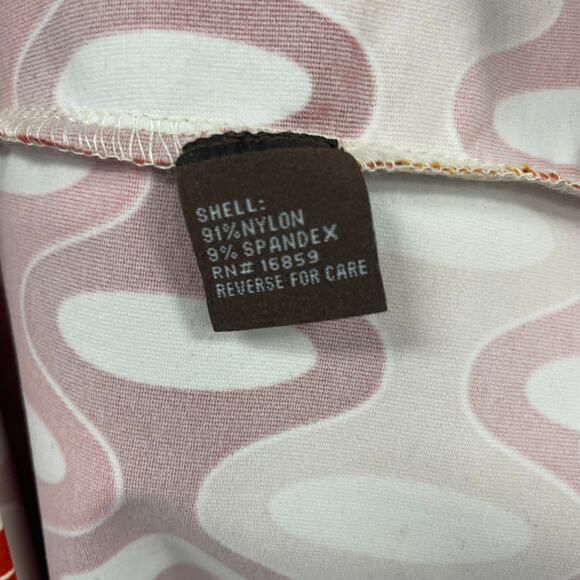 SHELL:
91%NYLON
9% SPANDEX
RN# 16859
REVERSE FOR CARE